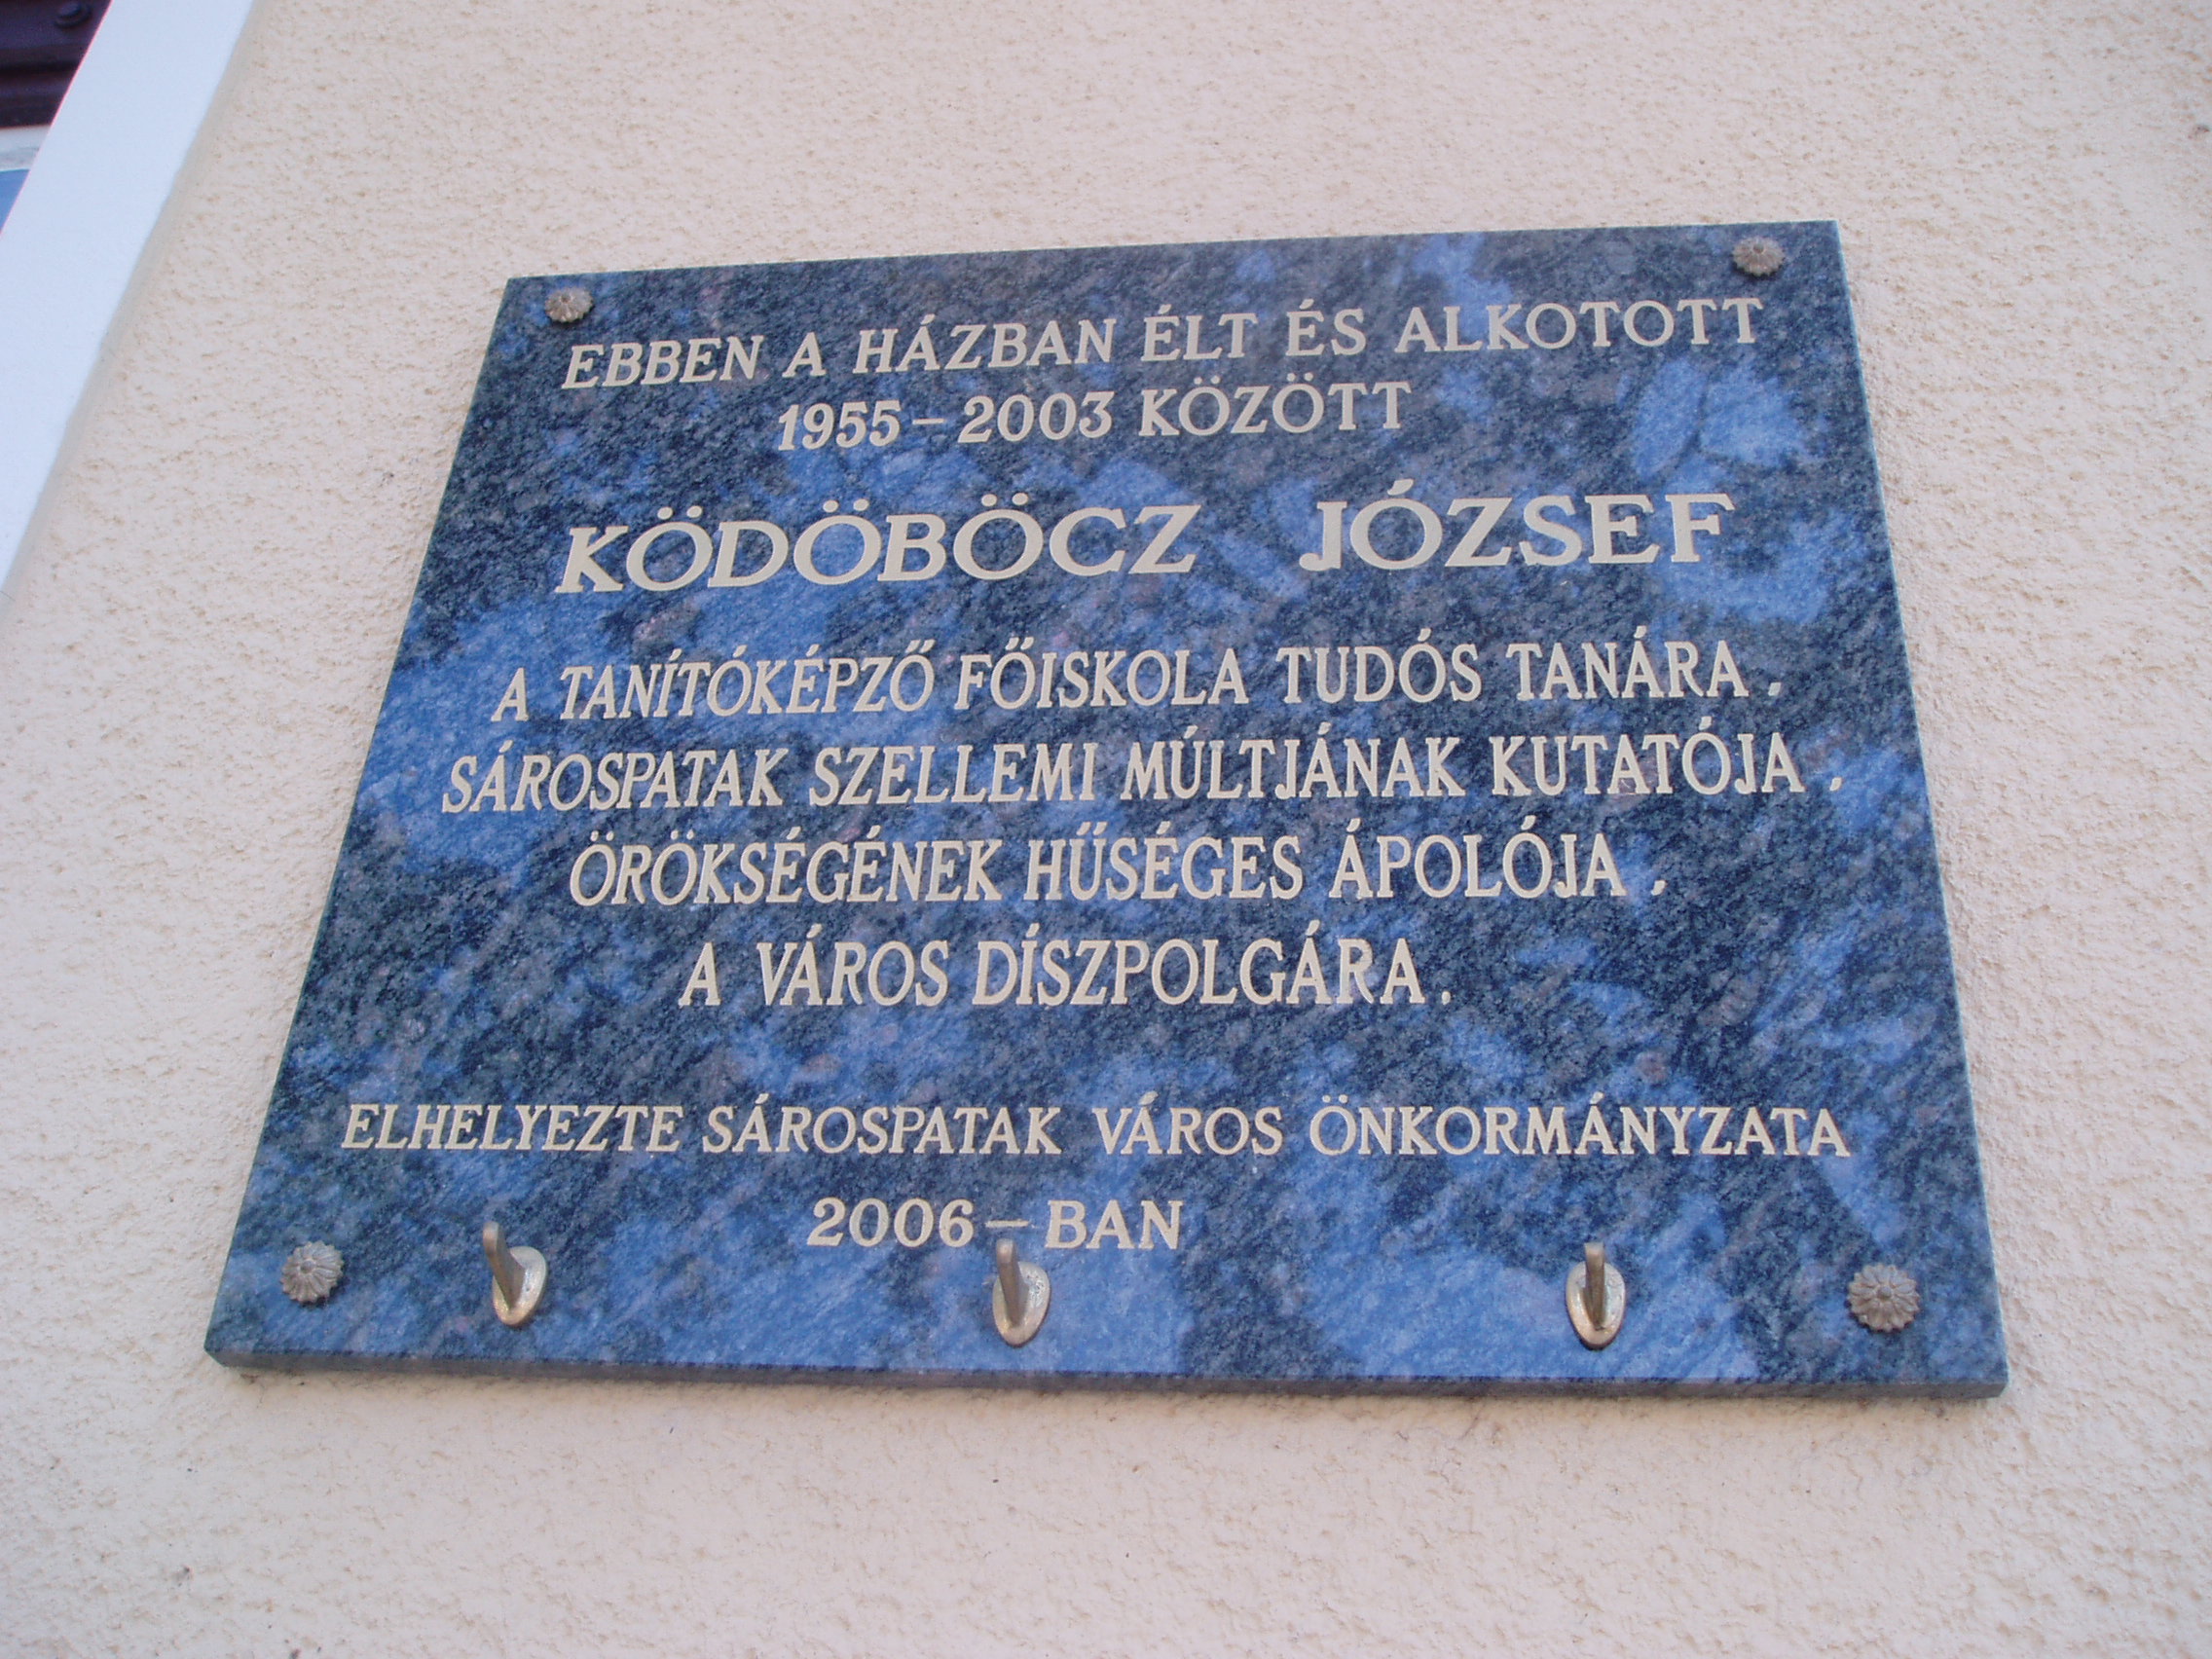 EBBEN A HÁZBAN ÉLT ÉS ALKOTOTT
1955 – 2003 KÖZÖTT
KÖDÖBÖCZ JÓZSEF
A TANÍTÓKÉPZŐ FŐISKOLA TUDÓS TANÁRA,
SÁROSPATAK SZELLEMI MÚLTJÁNAK KUTATÓJA,
ÖRÖKSÉGÉNEK HŰSÉGES ÁPOLÓJA,
A VÁROS DÍSZPOLGÁRA.
ELHELYEZTE SÁROSPATAK VÁROS ÖNKORMÁNYZATA
2006 – BAN